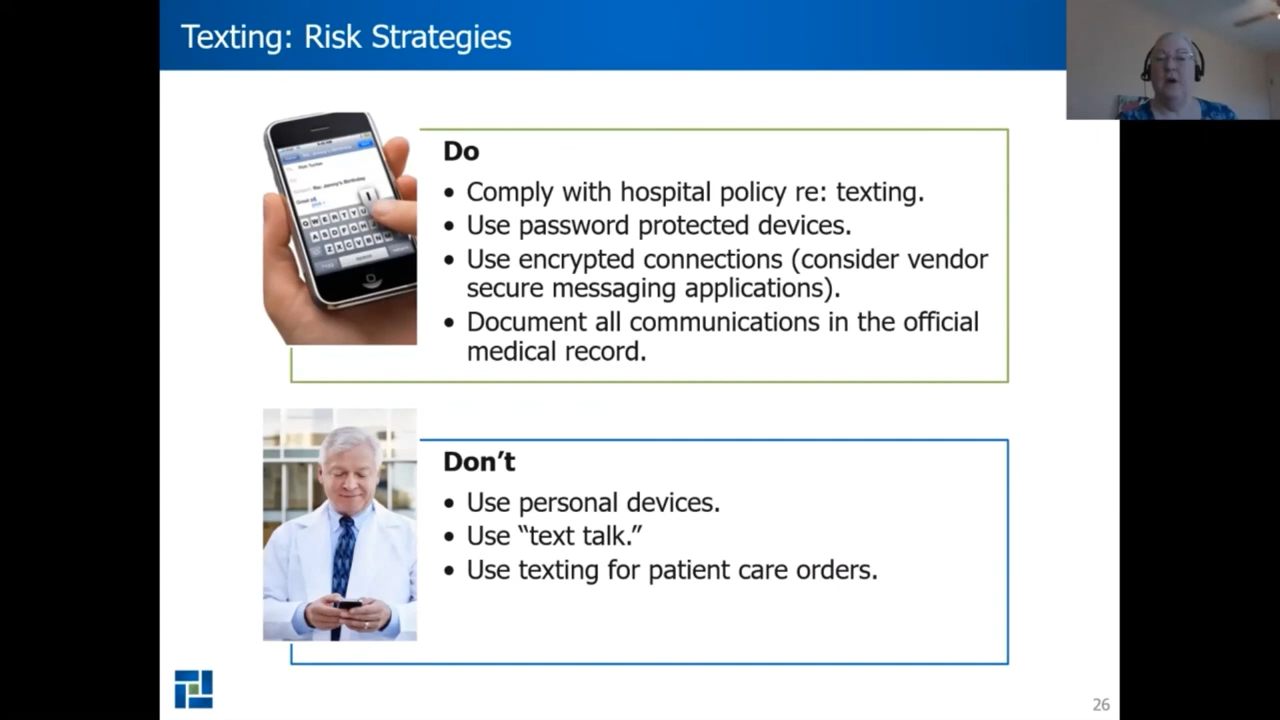 Texting: Risk Strategies
Do
• Comply with hospital policy re: texting.
• Use password protected devices.
• Use encrypted connections (consider vendor
secure messaging applications).
• Document all communications in the official
medical record.
Don’t
• Use personal devices.
• Use “text talk.”
• Use texting for patient care orders.
26